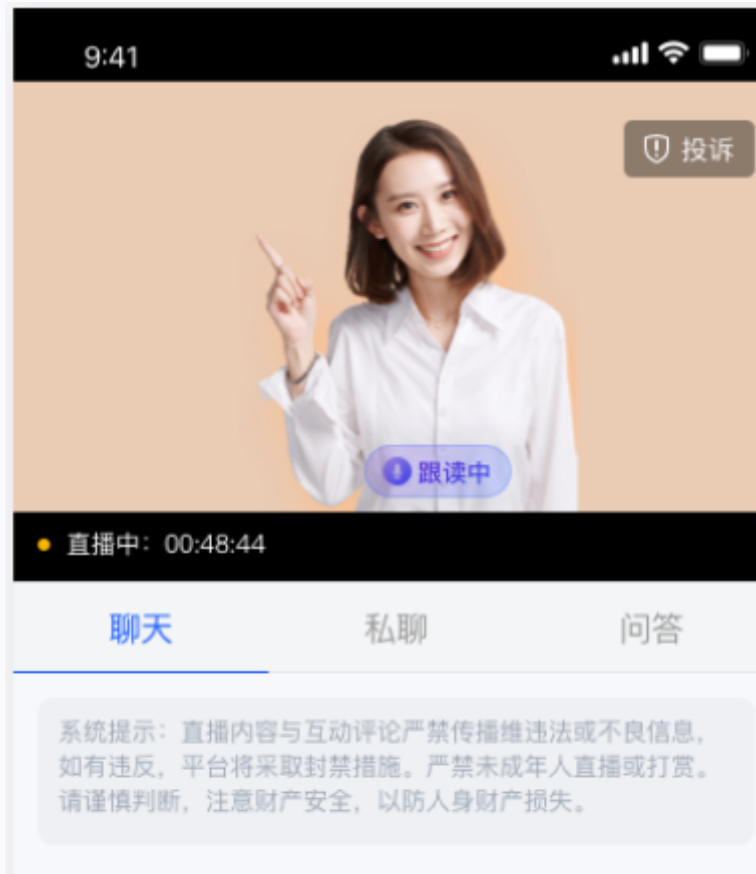 9:41
投诉
跟读中
直播中：00:48:44
聊天 私聊 问答
系统提示：直播内容与互动评论严禁传播维违法或不良信息，
如有违反，平台将采取封禁措施。严禁未成年人直播或打赏。
请谨慎判断，注意财产安全，以防人身财产损失。